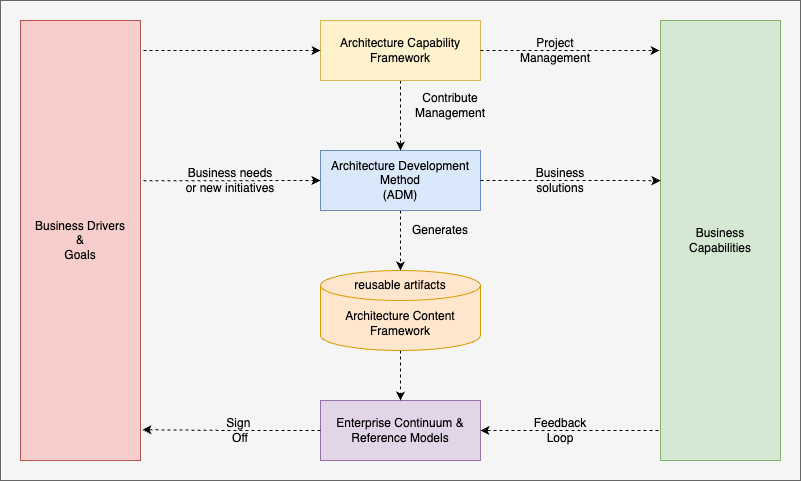 Architecture Capability
Framework
Project
Management
Contribute
Management
Business needs
or new initiatives
Architecture Development
Method
(ADM)
Business
solutions
Business Drivers
&
Goals
Generates
Business
Capabilities
reusable artifacts
Architecture Content
Framework
Sign
Off
Enterprise Continuum &
Reference Models
Feedback
Loop